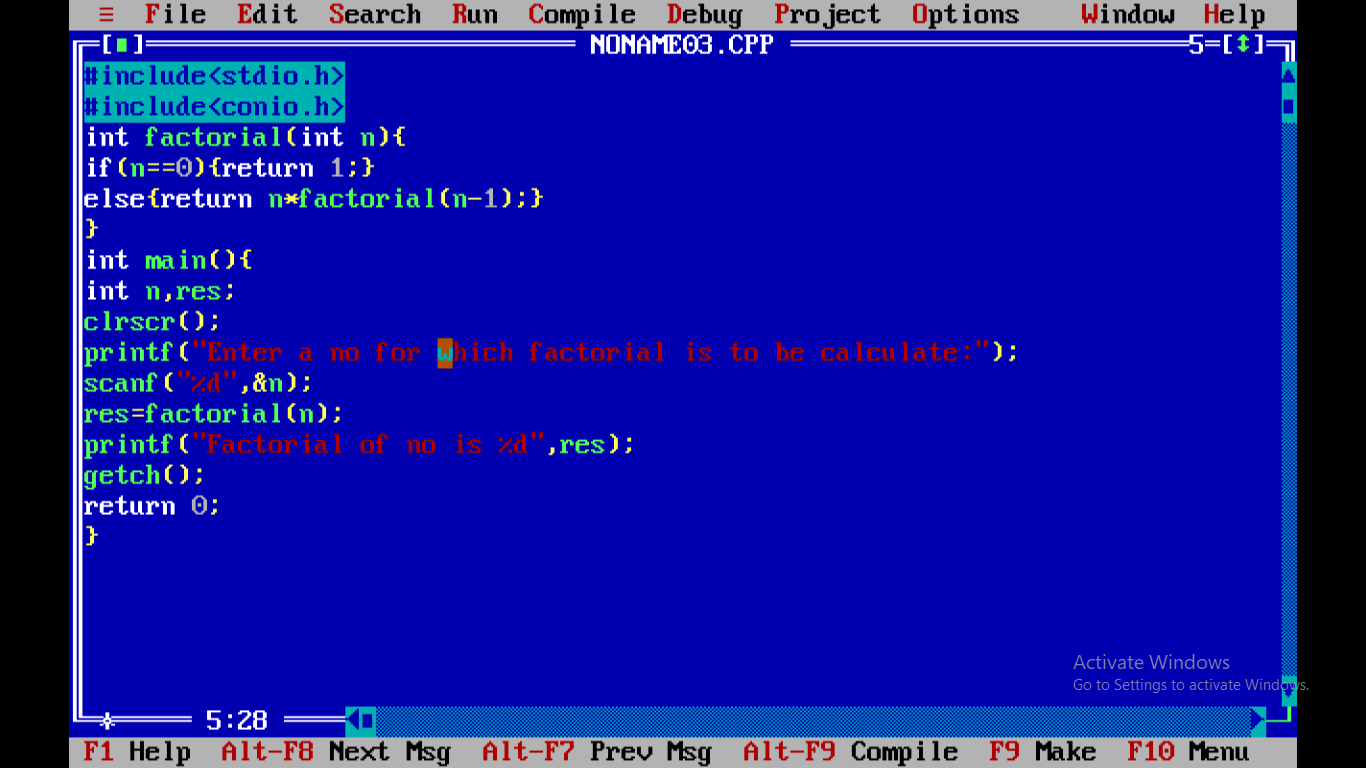 ≡ File Edit Search Run Compile Debug Project Options Window Help
[■] NONAME03.CPP 5=[↕]
#include<stdio.h>
#include<conio.h>
int factorial(int n){
if(n==0){return 1;}
else{return n*factorial(n-1);}
}
int main(){
int n,res;
clrscr();
printf("Enter a no for which factorial is to be calculate:");
scanf("%d",&n);
res=factorial(n);
printf("Factorial of no is %d",res);
getch();
return 0;
}
Activate Windows
Go to Settings to activate Windows.
5:28
F1 Help Alt-F8 Next Msg Alt-F7 Prev Msg Alt-F9 Compile F9 Make F10 Menu